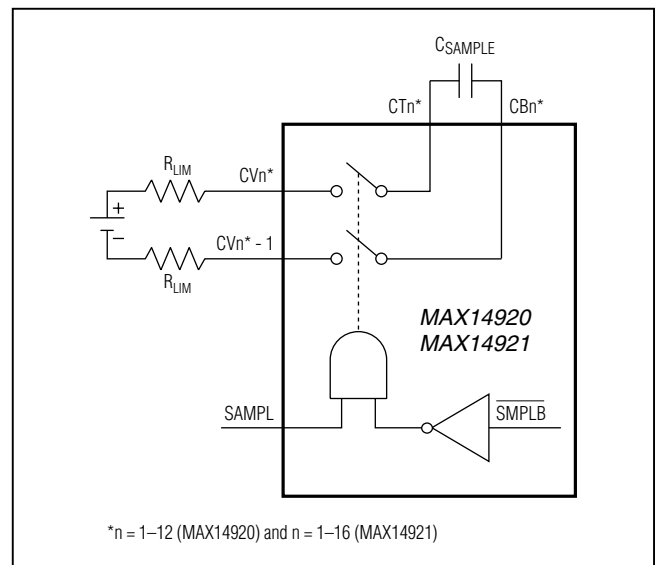 CSAMPLE
CTn* CBn*
RLIM
CVn*
+
–
CVn* - 1
RLIM
MAX14920
MAX14921
SAMPL
SMPLB
*n = 1–12 (MAX14920) and n = 1–16 (MAX14921)